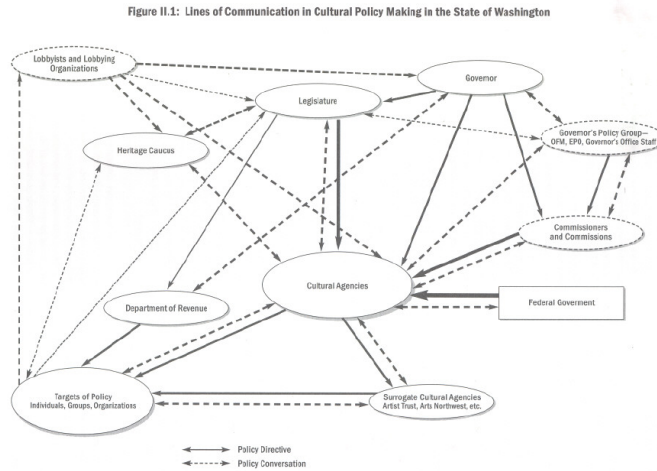 Figure II.1: Lines of Communication in Cultural Policy Making in the State of Washington
Lobbyists and Lobbying
Organizations
Governor
Legislature
Governor's Policy Group—
OFM, EPO, Governor's Office Staff
Heritage Caucus
Commissioners
and Commissions
Cultural Agencies
Federal Goverment
Department of Revenue
Targets of Policy
Individuals, Groups, Organizations
Surrogate Cultural Agencies
Artist Trust, Arts Northwest, etc.
Policy Directive
Policy Conversation